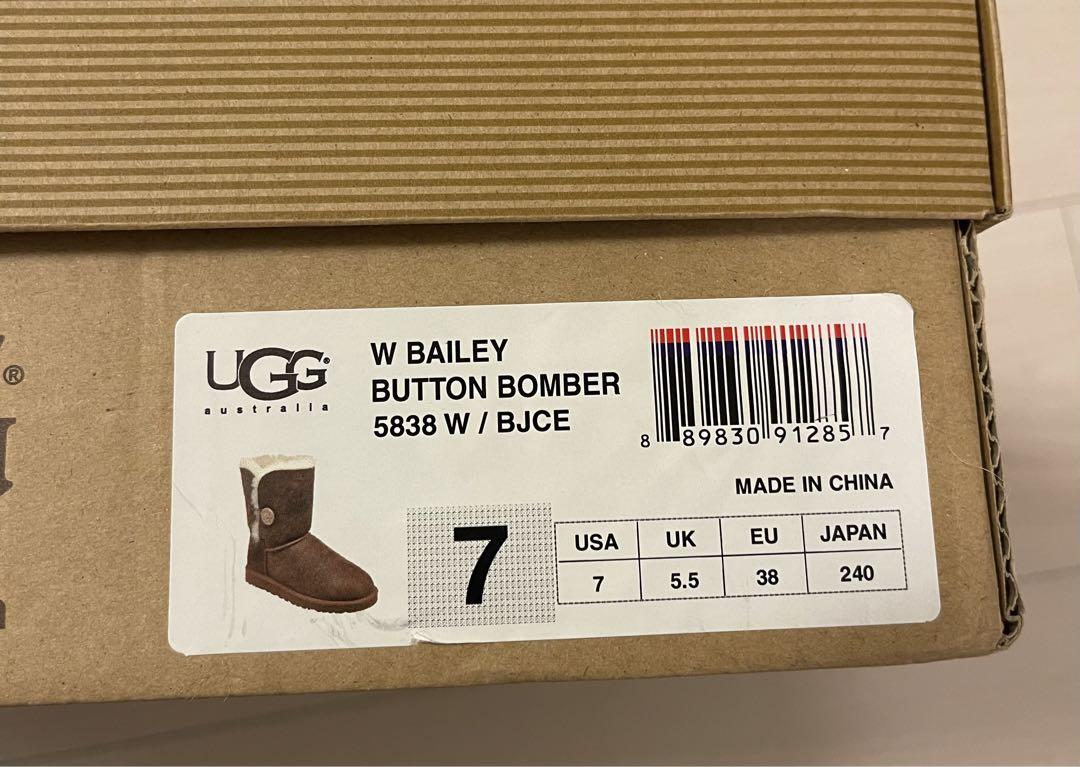 UGG®
australia
W BAILEY
BUTTON BOMBER
5838 W / BJCE
8 89830 91285 7
MADE IN CHINA
7
USA UK EU JAPAN
7 5.5 38 240
®